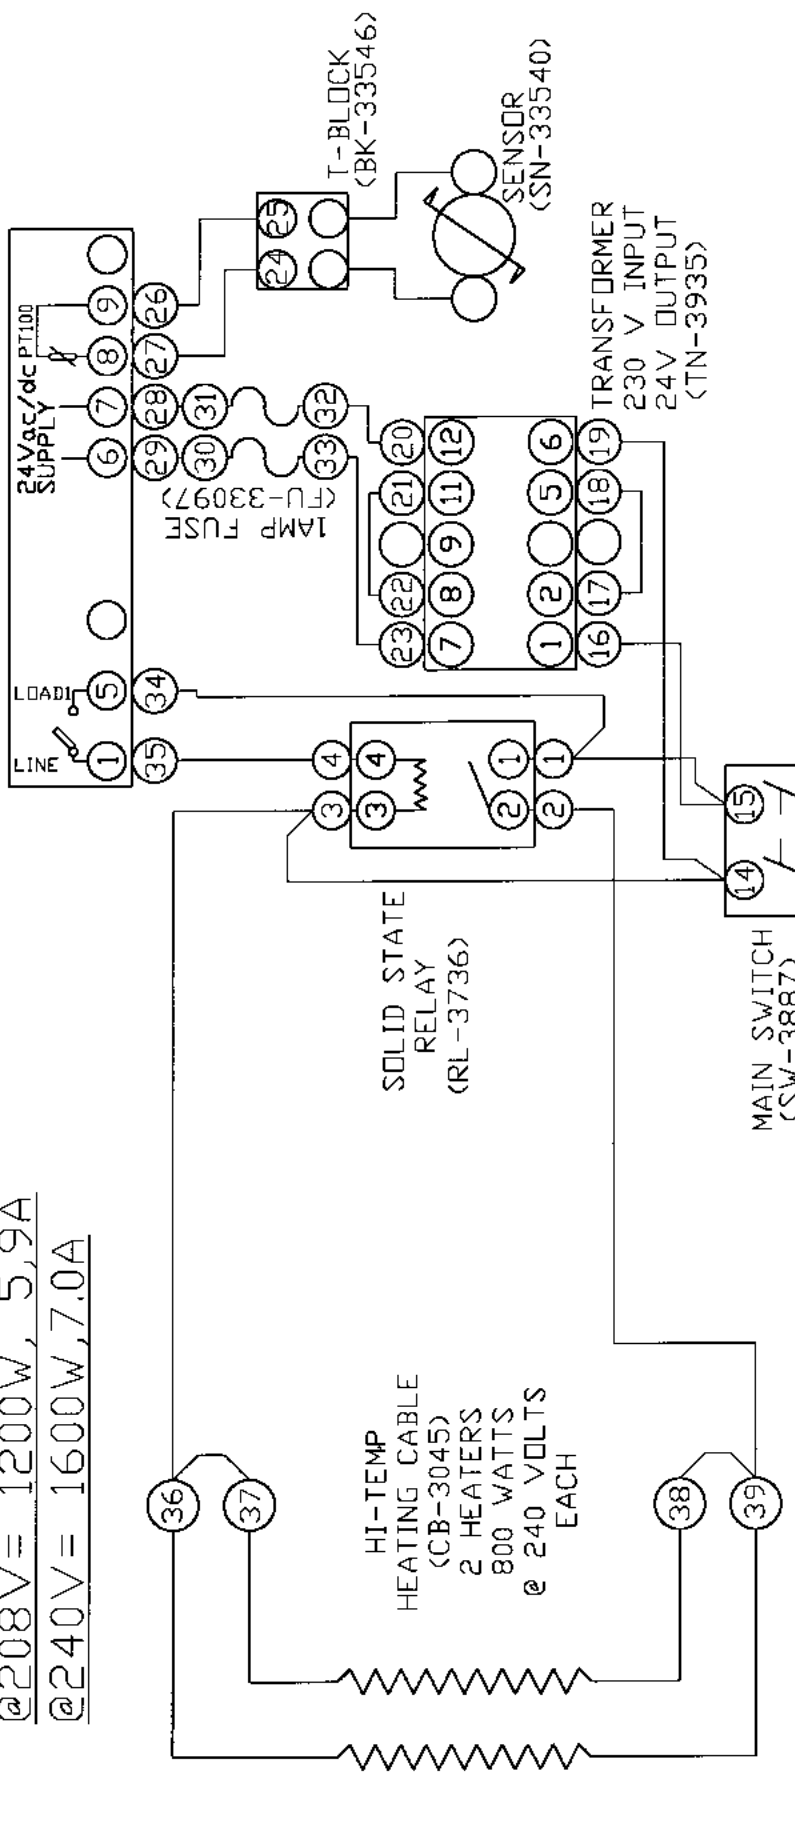 @208V= 1200W, 5,9A
@240V= 1600W,7.0A
24Vac/dc
SUPPLY
PT100
LINE
LOAD1
1
5
6
7
8
9
35
34
29
28
27
26
30
31
33
32
1AMP FUSE
(FU-33097)
24
25
T-BLOCK
(BK-33546)
SENSOR
(SN-33540)
23
22
21
20
7
8
9
11
12
1
2
5
6
16
17
18
19
TRANSFORMER
230 V INPUT
24V OUTPUT
(TN-3935)
3
4
3
4
2
1
2
1
SOLID STATE
RELAY
(RL-3736)
14
15
MAIN SWITCH
(SW-3887)
36
37
HI-TEMP
HEATING CABLE
(CB-3045)
2 HEATERS
800 WATTS
@ 240 VOLTS
EACH
38
39